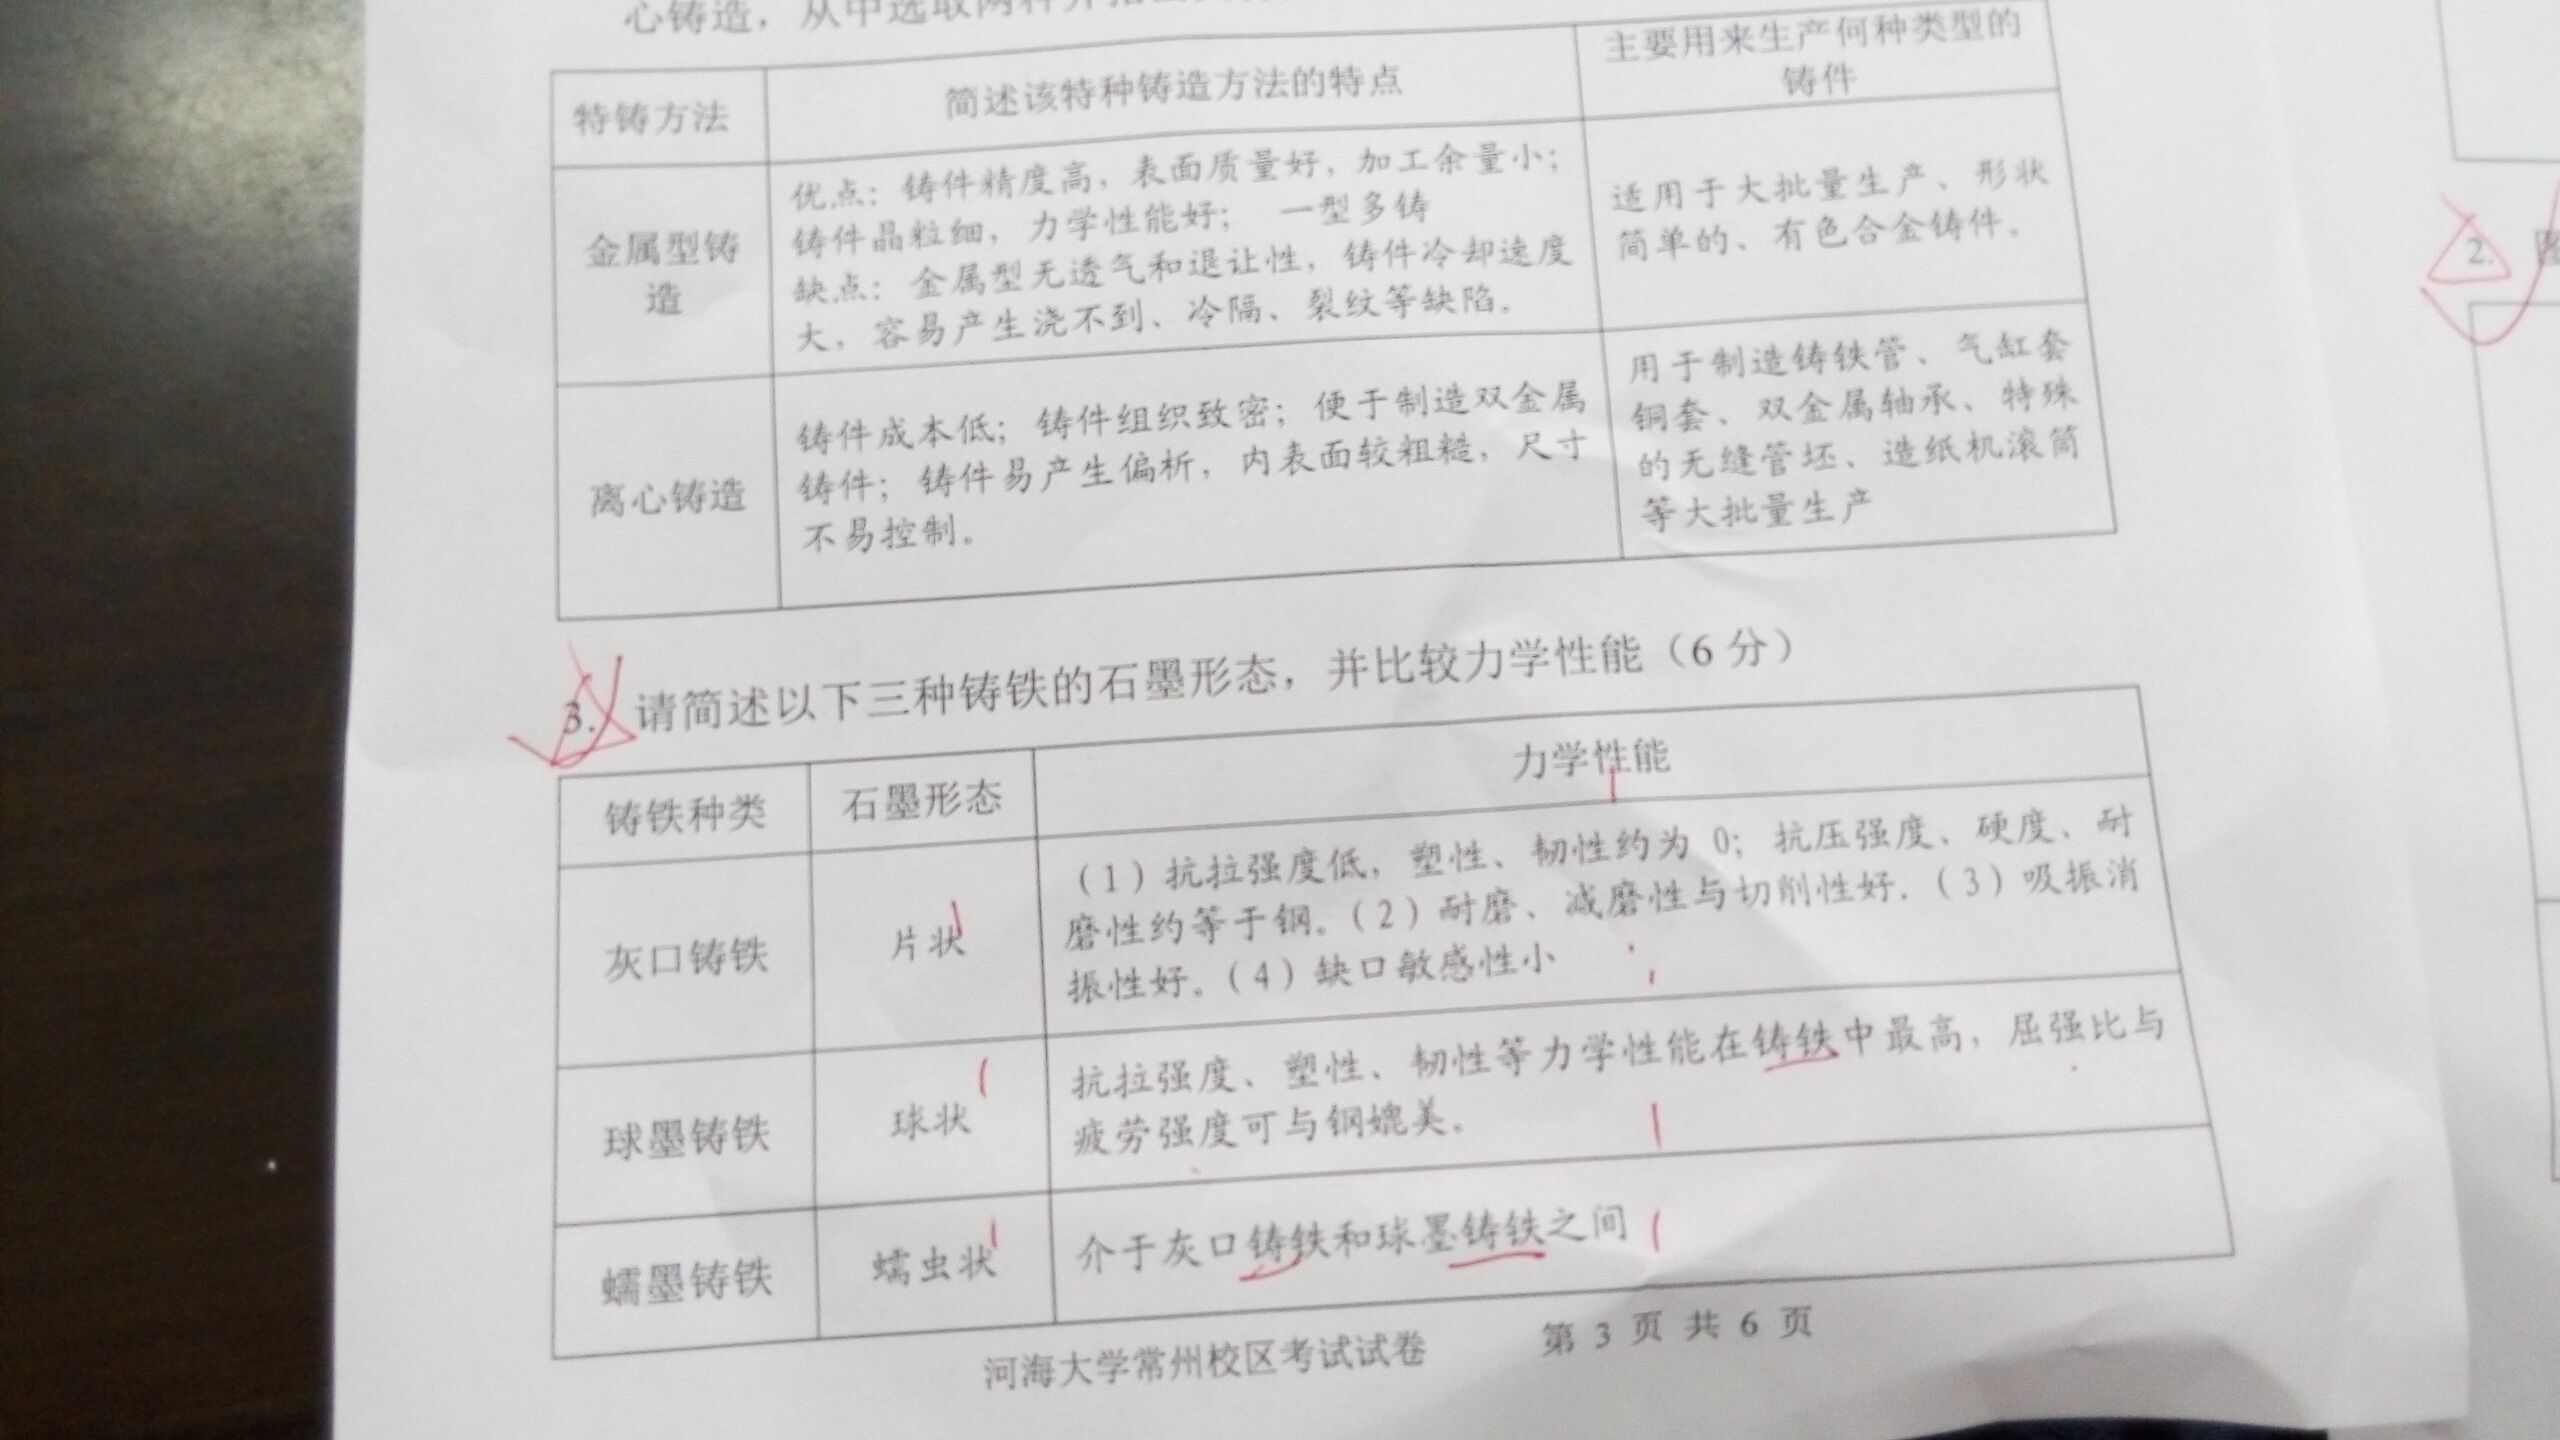 心铸造，从中选取两种并
特铸方法
简述该特种铸造方法的特点
主要用来生产何种类型的
铸件
金属型铸
造
优点：铸件精度高，表面质量好，加工余量小；
铸件晶粒细，力学性能好； 一型多铸
缺点：金属型无透气和退让性，铸件冷却速度
大，容易产生浇不到、冷隔、裂纹等缺陷。
适用于大批量生产、形状
简单的、有色合金铸件。
离心铸造
铸件成本低；铸件组织致密；便于制造双金属
铸件；铸件易产生偏析，内表面较粗糙，尺寸
不易控制。
用于制造铸铁管、气缸套
铜套、双金属轴承、特殊
的无缝管坯、造纸机滚筒
等大批量生产
3. 请简述以下三种铸铁的石墨形态，并比较力学性能（6 分）
铸铁种类
石墨形态
力学性能
灰口铸铁
片状
（1）抗拉强度低，塑性、韧性约为 0；抗压强度、硬度、耐
磨性约等于钢。（2）耐磨、减磨性与切削性好．（3）吸振消
振性好。（4）缺口敏感性小
球墨铸铁
球状
抗拉强度、塑性、韧性等力学性能在铸铁中最高，屈强比与
疲劳强度可与钢媲美。
蠕墨铸铁
蠕虫状
介于灰口铸铁和球墨铸铁之间
河海大学常州校区考试试卷 第 3 页 共 6 页
2.